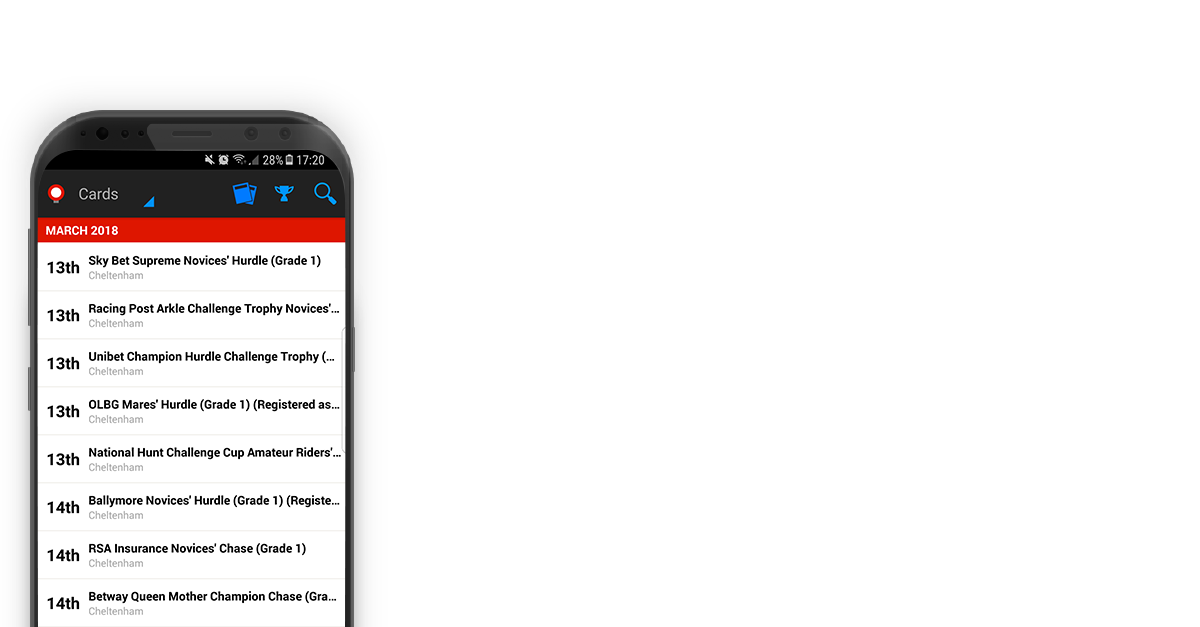 28% 17:20
Cards
MARCH 2018
13th Sky Bet Supreme Novices' Hurdle (Grade 1)
Cheltenham
13th Racing Post Arkle Challenge Trophy Novices'...
Cheltenham
13th Unibet Champion Hurdle Challenge Trophy (...
Cheltenham
13th OLBG Mares' Hurdle (Grade 1) (Registered as...
Cheltenham
13th National Hunt Challenge Cup Amateur Riders'...
Cheltenham
14th Ballymore Novices' Hurdle (Grade 1) (Registe...
Cheltenham
14th RSA Insurance Novices' Chase (Grade 1)
Cheltenham
14th Betway Queen Mother Champion Chase (Gra...
Cheltenham